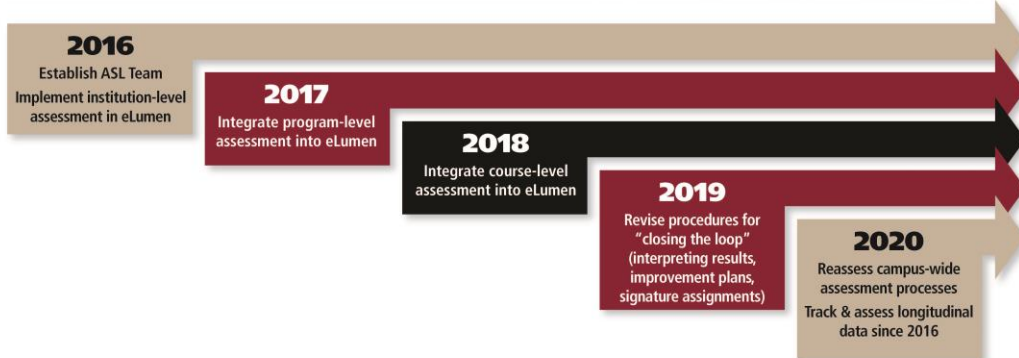 2016
Establish ASL Team
Implement institution-level
assessment in eLumen
2017
Integrate program-level
assessment into eLumen
2018
Integrate course-level
assessment into eLumen
2019
Revise procedures for
“closing the loop”
(interpreting results,
improvement plans,
signature assignments)
2020
Reassess campus-wide
assessment processes
Track & assess longitudinal
data since 2016